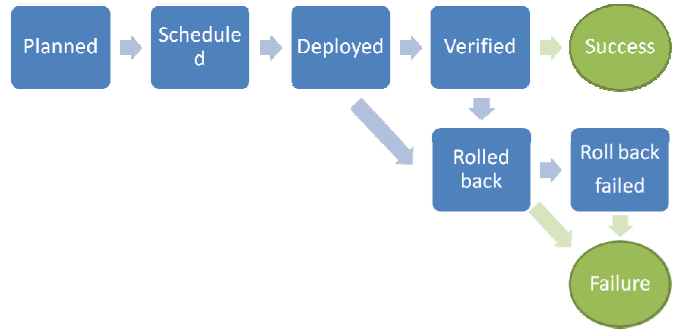 Planned
Schedule
d
Deployed
Verified
Success
Rolled
back
Roll back
failed
Failure